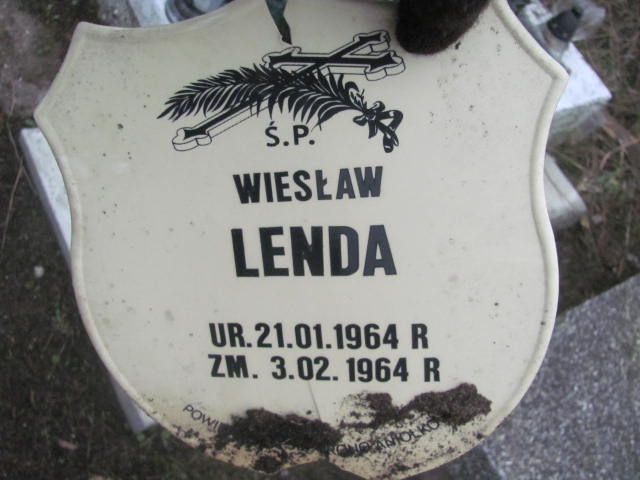 Ś.P.
WIESŁAW
LENDA
UR. 21.01.1964 R
ZM. 3.02.1964 R